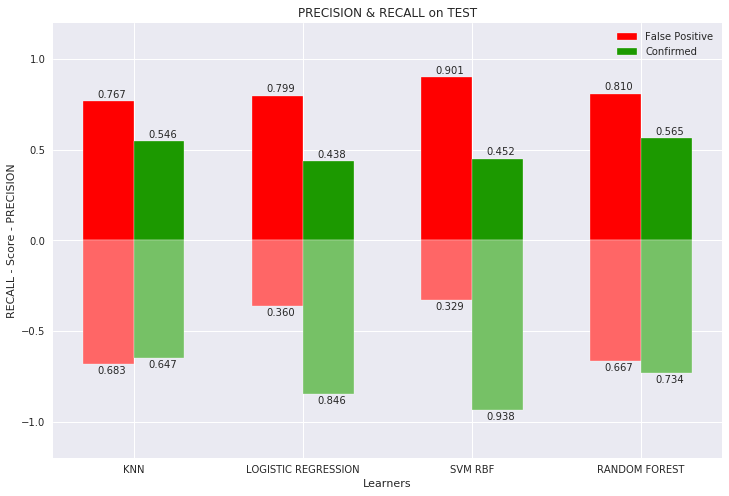 PRECISION & RECALL on TEST
False Positive
Confirmed
RECALL - Score - PRECISION
1.0
0.5
0.0
−0.5
−1.0
0.767
0.546
0.799
0.438
0.901
0.452
0.810
0.565
0.683
0.647
0.360
0.846
0.329
0.938
0.667
0.734
KNN
LOGISTIC REGRESSION
SVM RBF
RANDOM FOREST
Learners